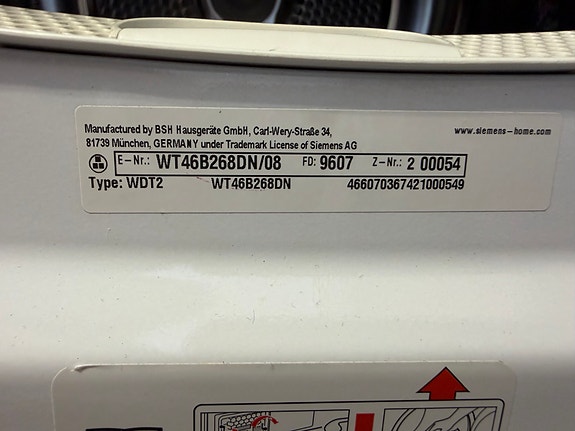 Manufactured by BSH Hausgeräte GmbH, Carl-Wery-Straße 34,
www.siemens-home.com
81739 München, GERMANY under Trademark License of Siemens AG
E-Nr.: WT46B268DN/08 FD: 9607 Z-Nr.: 2 00054
Type: WDT2 WT46B268DN 466070367421000549